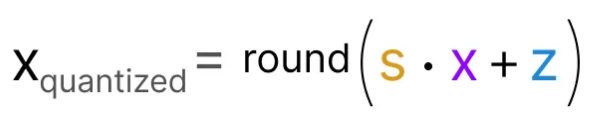 x_quantized = round(s · x + z)